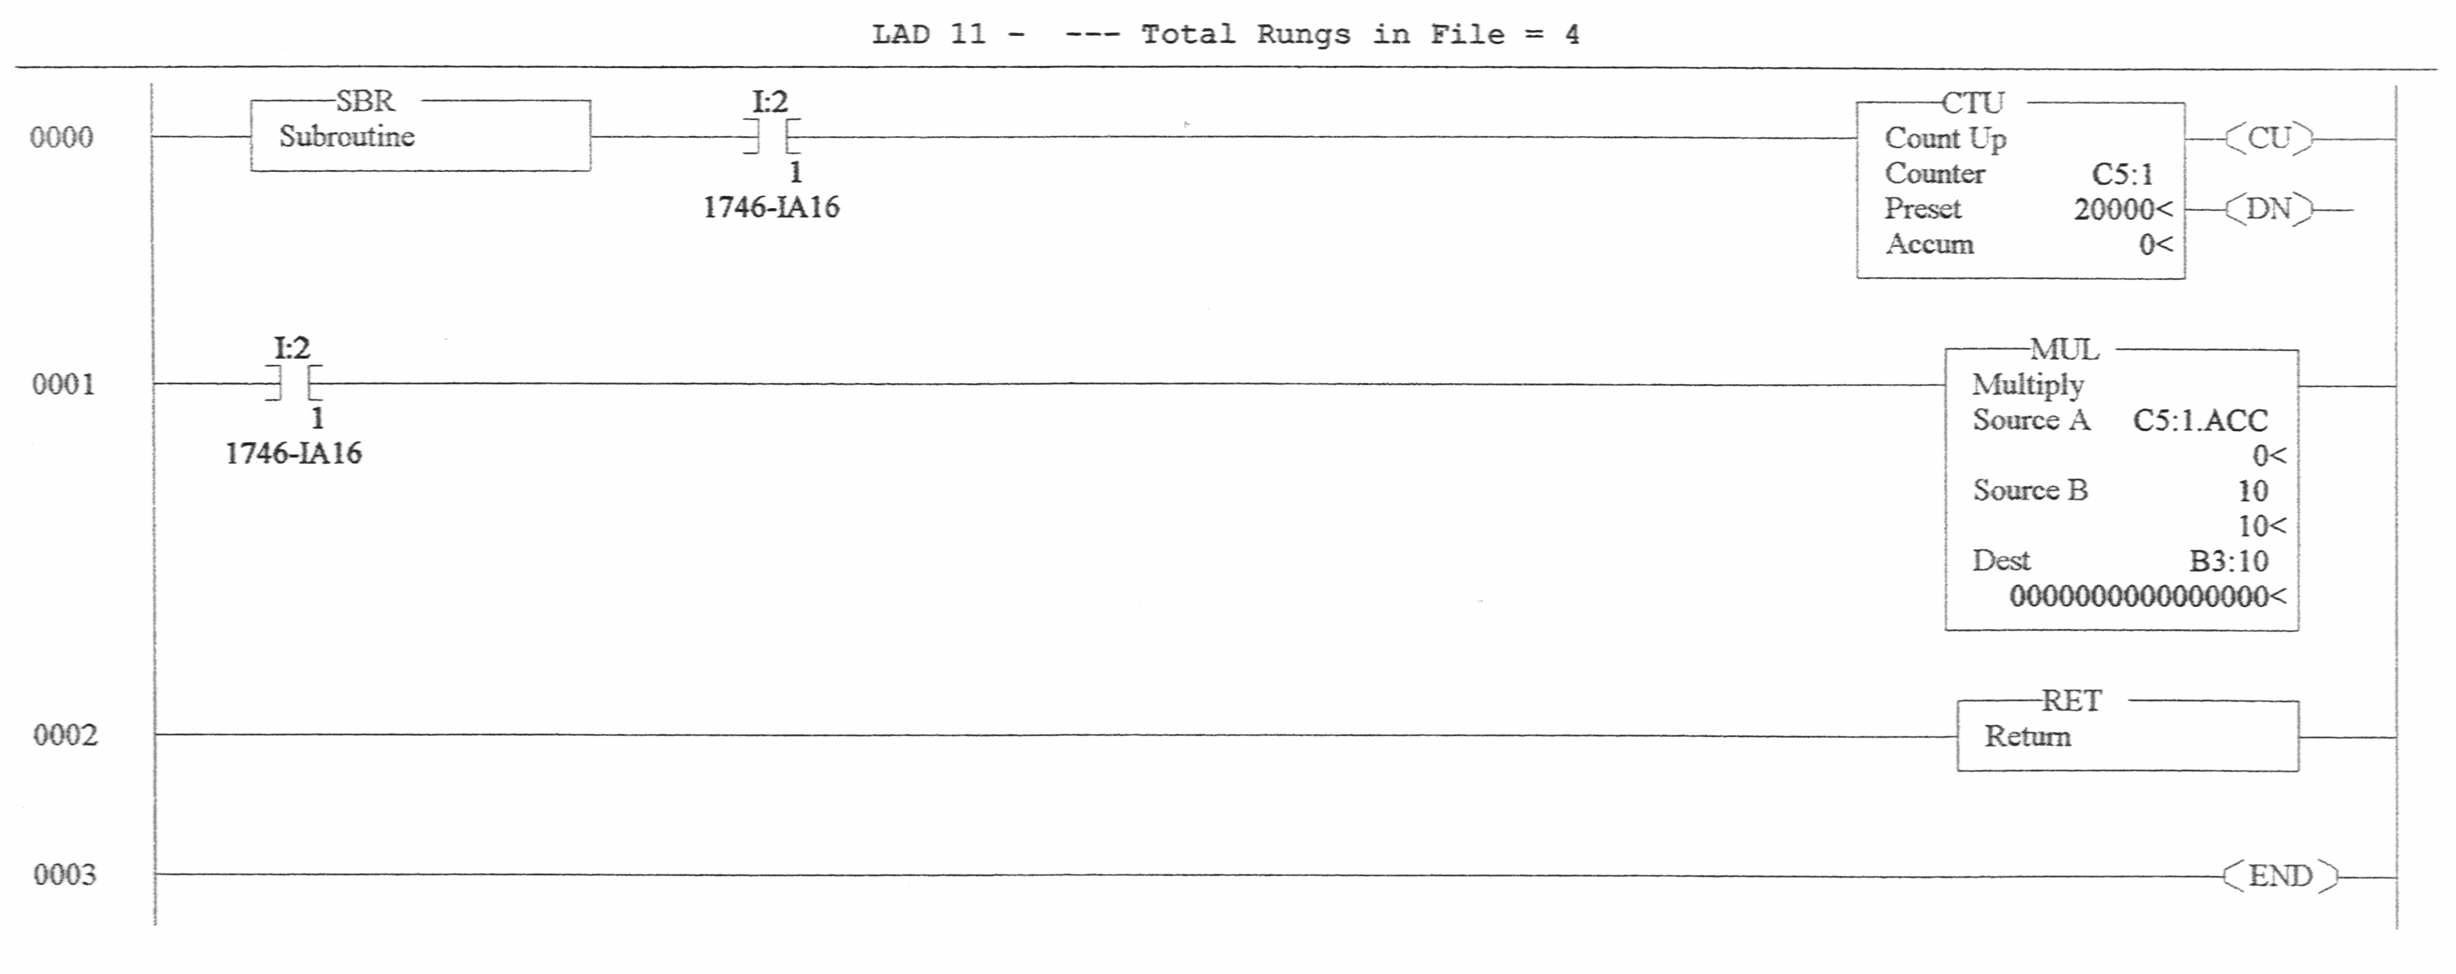 LAD 11 - --- Total Rungs in File = 4
0000
SBR
Subroutine
I:2
1
1746-IA16
CTU
Count Up
Counter C5:1
Preset 20000<
Accum 0<
CU
DN
0001
I:2
1
1746-IA16
MUL
Multiply
Source A C5:1.ACC
0<
Source B 10
10<
Dest B3:10
0000000000000000<
0002
RET
Return
0003
END